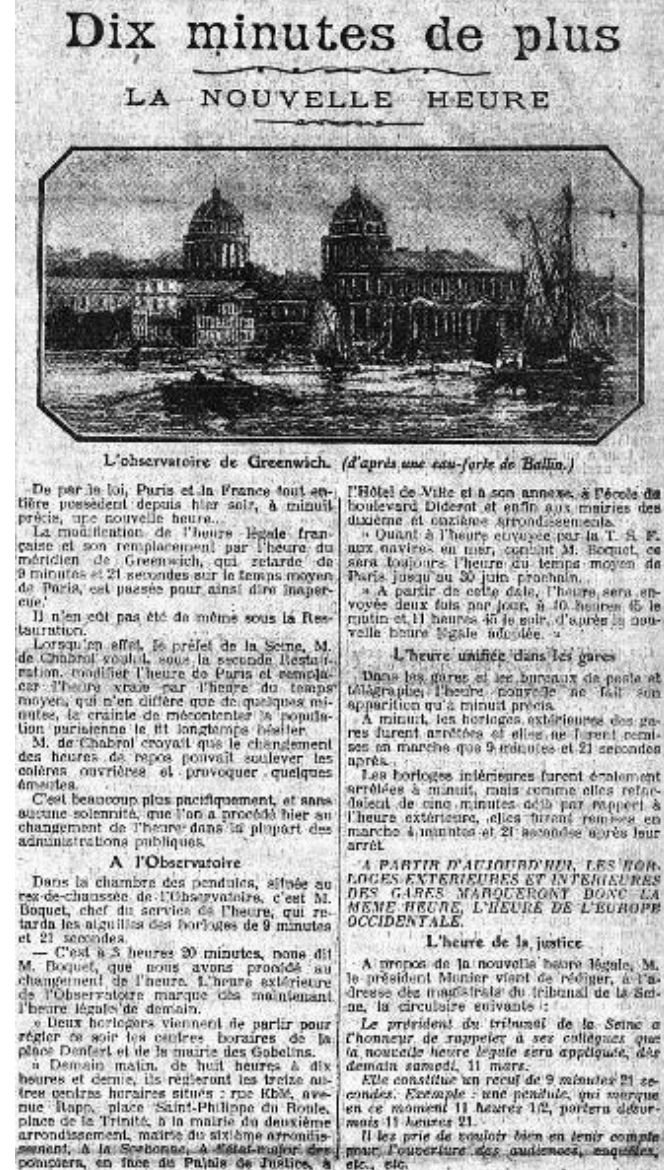 Dix minutes de plus
LA NOUVELLE HEURE
L'observatoire de Greenwich. (d'après une eau-forte de Ballin.)
De par la loi, Paris et la France tout en-
tière possèdent depuis hier soir, à minuit
précis, une nouvelle heure...
La modification de l'heure légale fran-
çaise et son remplacement par l'heure du
méridien de Greenwich, qui retarde de
9 minutes et 21 secondes sur le temps moyen
de Paris, est passée pour ainsi dire inaper-
çue.
Il n'en eût pas été de même sous la Res-
tauration.
Lorsqu'en effet, le préfet de la Seine, M.
de Chabrol voulut, sous la seconde Restau-
ration, modifier l'heure de Paris et rempla-
cer l'heure vraie par l'heure du temps
moyen, qui n'en diffère que de quelques mi-
nutes, la crainte de mécontenter la popula-
tion parisienne le fit longtemps hésiter.
M. de Chabrol croyait que le changement
des heures de repos pouvait soulever les
colères ouvrières et provoquer quelques
émeutes.
C'est beaucoup plus pacifiquement, et sans
aucune solennité, que l'on a procédé hier au
changement de l'heure dans la plupart des
administrations publiques.
A l'Observatoire
Dans la chambre des pendules, située au
rez-de-chaussée de l'Observatoire, c'est M.
Boquet, chef du service de l'heure, qui re-
tarda les aiguilles des horloges de 9 minutes
et 21 secondes.
— C'est à 3 heures 20 minutes, nous dit
M. Boquet, que nous avons procédé au
changement de l'heure. L'heure extérieure
de l'Observatoire marque dès maintenant
l'heure légale de demain.
« Deux horlogers viennent de partir pour
régler ce soir les centres horaires de la
place Denfert et de la mairie des Gobelins.
« Demain matin, de huit heures à dix
heures et demie, ils régleront les treize au-
tres centres horaires situés : rue ave-
nue Rapp, place Saint-Philippe du Roule,
place de la Trinité, à la mairie du deuxième
arrondissement, mairie du sixième arrondis-
sement, à la Sorbonne, à l'état-major des
pompiers, en face du Palais de Justice, à
l'Hôtel de Ville et à son annexe, à l'école du
boulevard Diderot et enfin aux mairies des
dixième et onzième arrondissements.
« Quant à l'heure envoyée par la T. S. F.
aux navires en mer, conclut M. Boquet, ce
sera toujours l'heure du temps moyen de
Paris jusqu'au 30 juin prochain.
« A partir de cette date, l'heure sera en-
voyée deux fois par jour, à 10 heures 45 le
matin et 11 heures 45 le soir, d'après la nou-
velle heure légale adoptée. »
L'heure unifiée dans les gares
Dans les gares et les bureaux de poste et
télégraphe, l'heure nouvelle ne fait son
apparition qu'à minuit précis.
A minuit, les horloges extérieures des ga-
res furent arrêtées et elles ne furent remi-
ses en marche que 9 minutes et 21 secondes
après.
Les horloges intérieures furent également
arrêtées à minuit, mais comme elles retar-
daient de cinq minutes déjà par rapport à
l'heure extérieure, elles furent remises en
marche 4 minutes et 21 secondes après leur
arrêt.
A PARTIR D'AUJOURD'HUI, LES HOR-
LOGES EXTERIEURES ET INTERIEURES
DES GARES MARQUERONT DONC LA
MEME HEURE, L'HEURE DE L'EUROPE
OCCIDENTALE.
L'heure de la justice
A propos de la nouvelle heure légale, M.
le président Monier vient de rédiger, à l'a-
dresse des magistrats du tribunal de la Sei-
ne, la circulaire suivante :
Le président du tribunal de la Seine a
l'honneur de rappeler à ses collègues que
la nouvelle heure légale sera appliquée, dès
demain samedi, 11 mars.
Elle constitue un recul de 9 minutes 21 se-
condes. Exemple : une pendule, qui marque
en ce moment 11 heures 1/2, portera désor-
mais 11 heures 21.
Il les prie de vouloir bien en tenir compte
pour l'ouverture des audiences, enquêtes,
etc., etc.